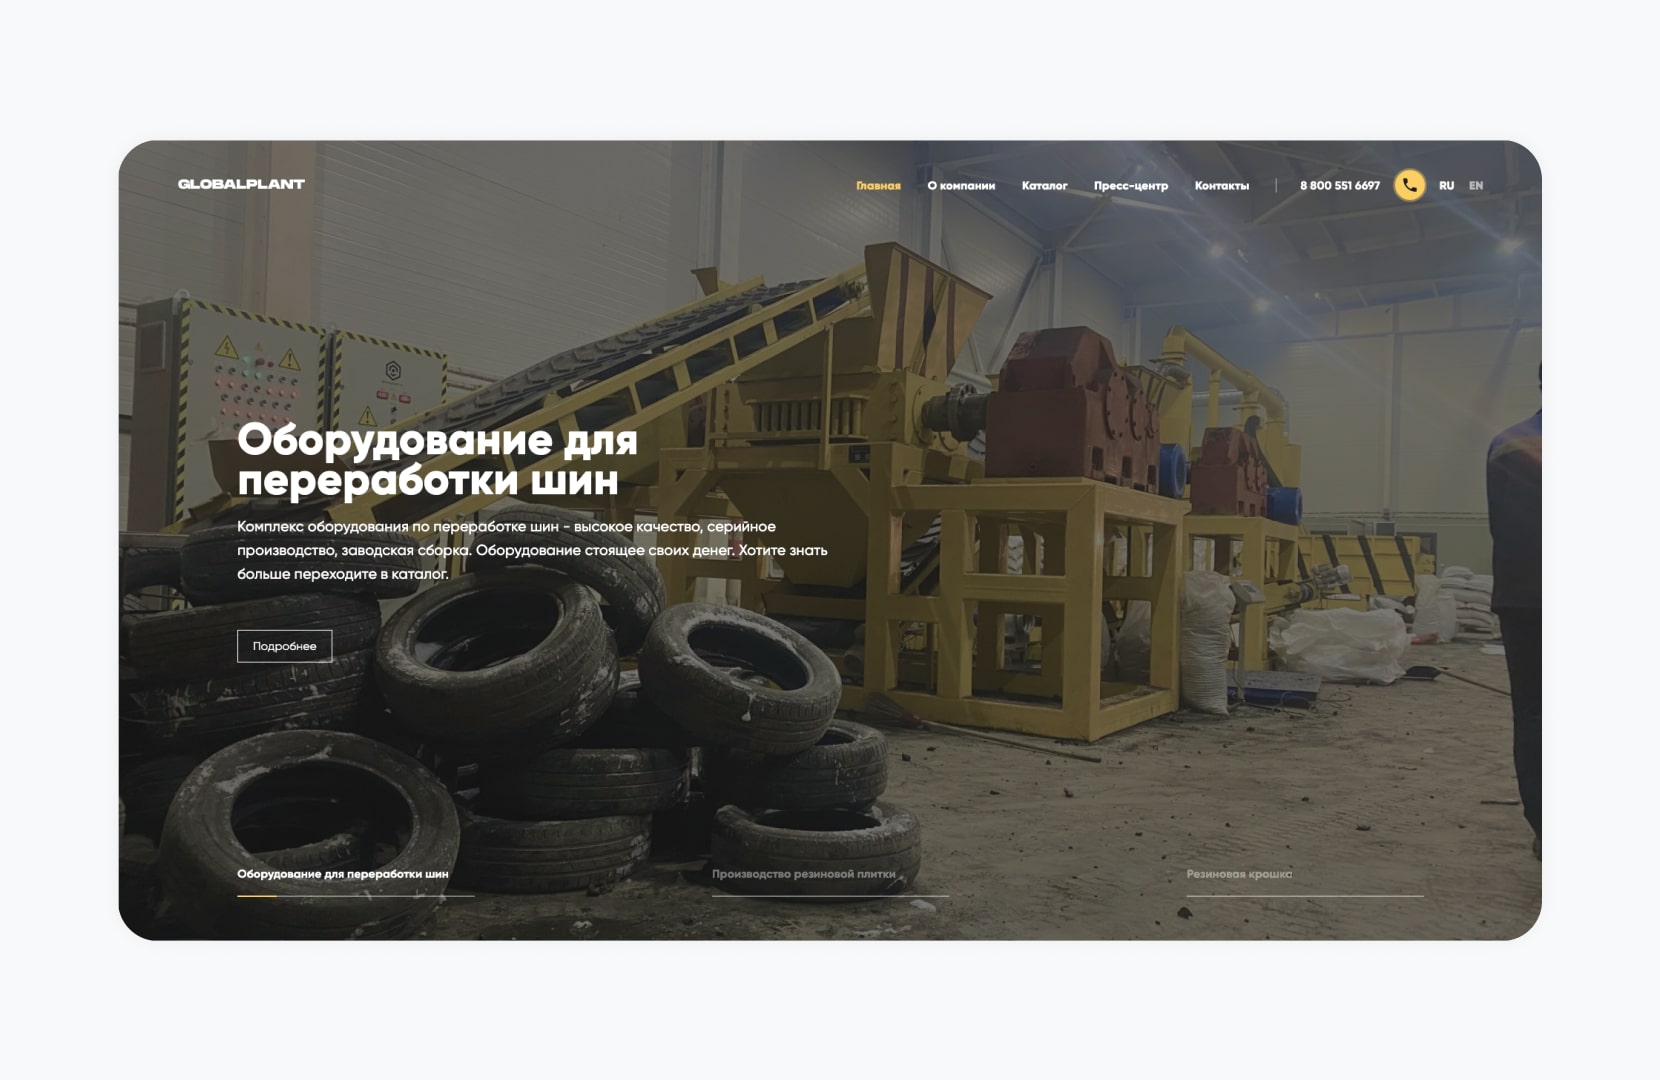 GLOBALPLANT
Главная О компании Каталог Пресс-центр Контакты 8 800 551 6697 RU EN
Оборудование для
переработки шин
Комплекс оборудования по переработке шин - высокое качество, серийное
производство, заводская сборка. Оборудование стоящее своих денег. Хотите знать
больше переходите в каталог.
Подробнее
Оборудование для переработки шин Производство резиновой плитки Резиновая крошка